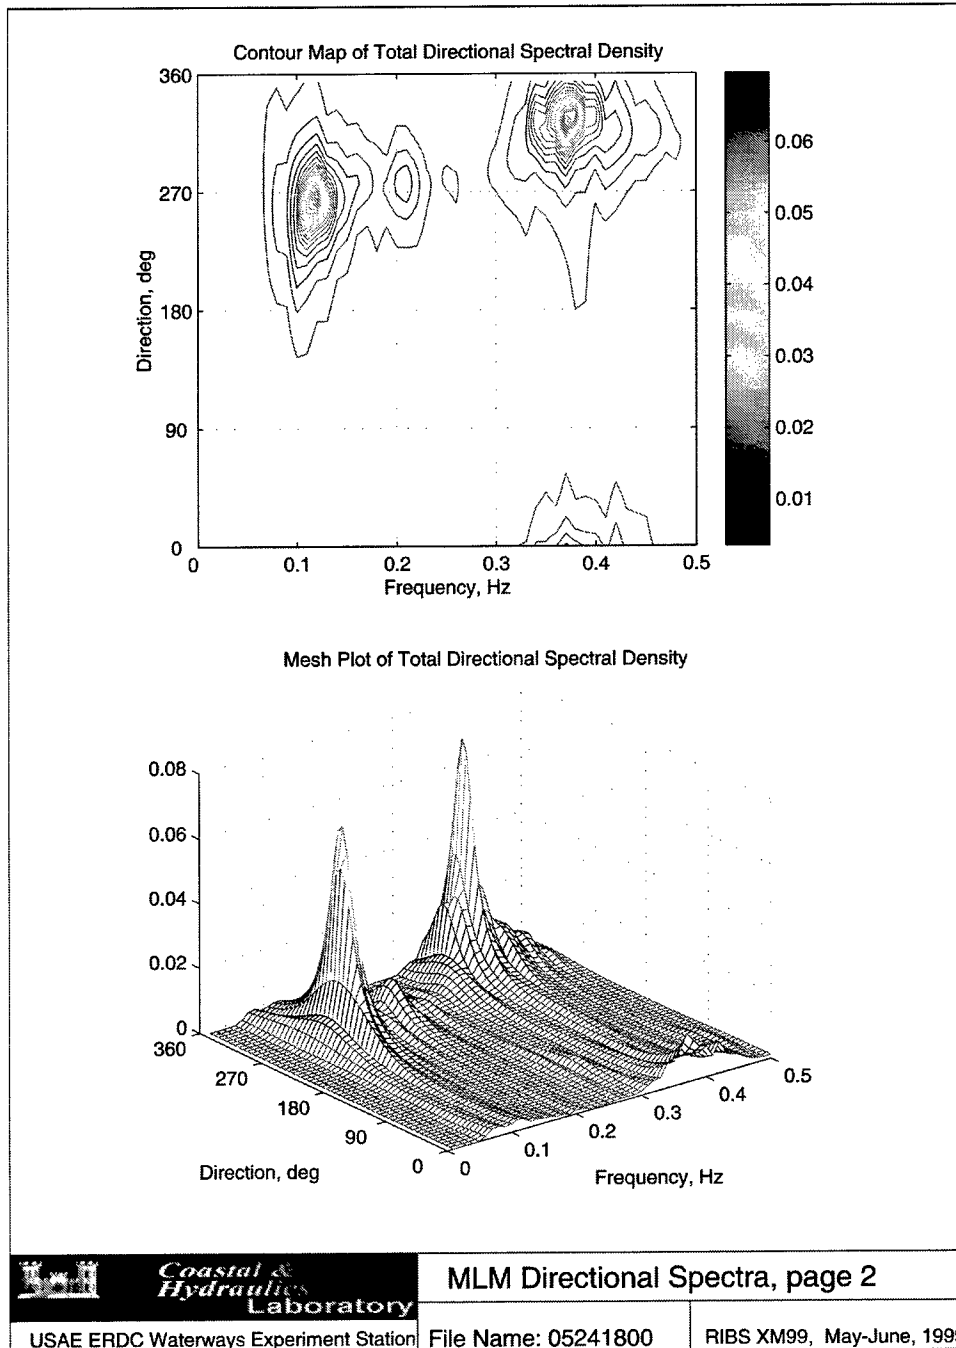 Contour Map of Total Directional Spectral Density
360
270
180
90
0
Direction, deg
0 0.1 0.2 0.3 0.4 0.5
Frequency, Hz
0.06
0.05
0.04
0.03
0.02
0.01
Mesh Plot of Total Directional Spectral Density
0.08
0.06
0.04
0.02
0
360
270
180
90
0
0
0.1
0.2
0.3
0.4
0.5
Direction, deg
Frequency, Hz
Coastal &
Hydraulics
Laboratory
MLM Directional Spectra, page 2
USAE ERDC Waterways Experiment Station
File Name: 05241800
RIBS XM99, May-June, 199